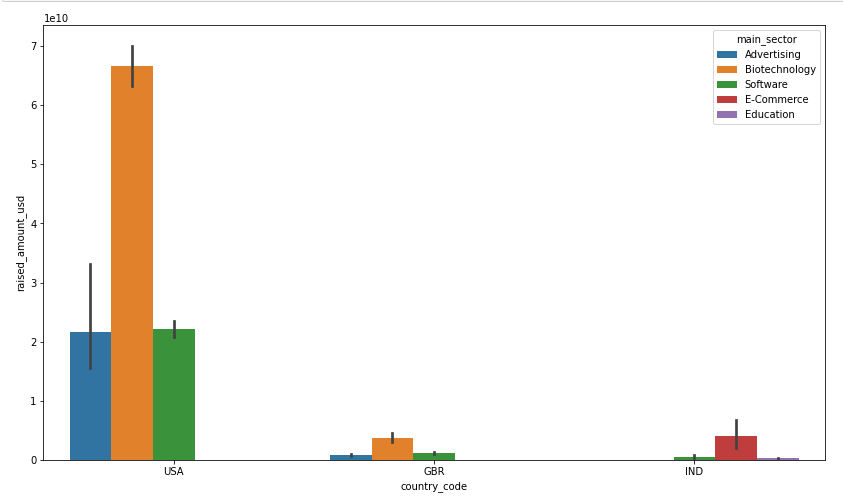 1e10
main_sector
Advertising
Biotechnology
Software
E-Commerce
Education
7
6
5
4
3
2
1
0
raised_amount_usd
USA
GBR
IND
country_code